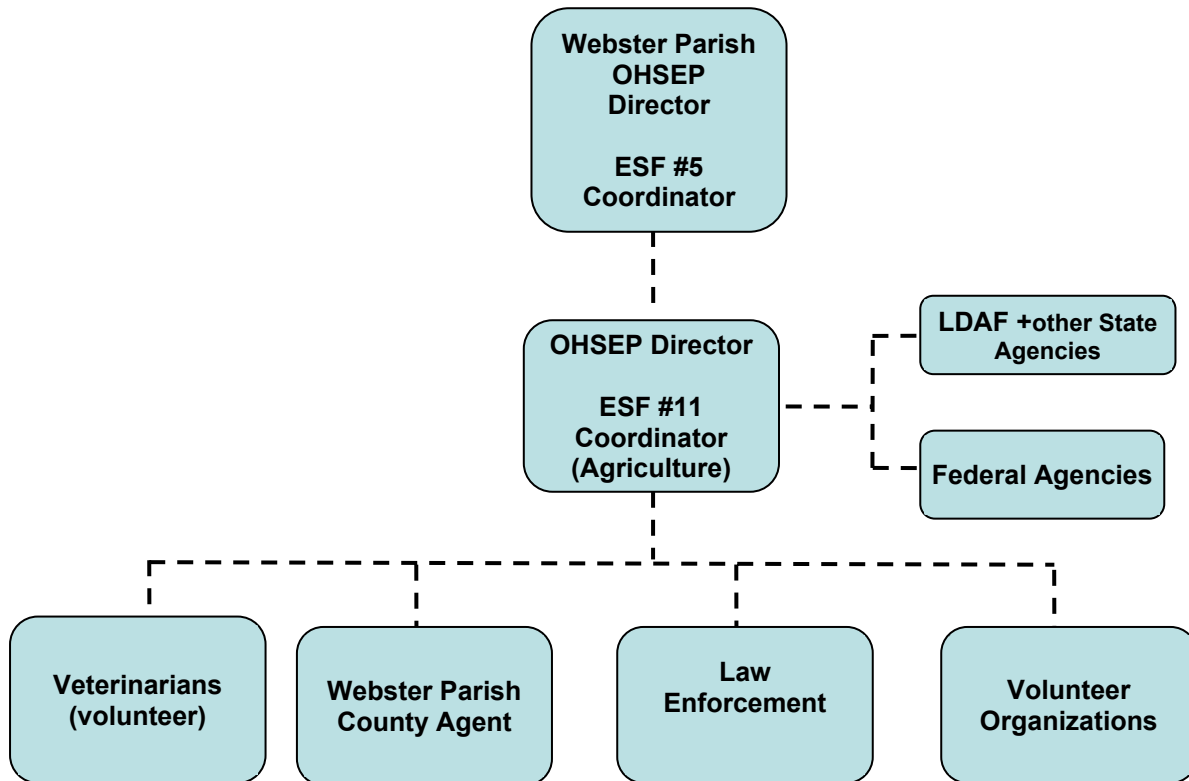 Webster Parish
OHSEP
Director
ESF #5
Coordinator
OHSEP Director
ESF #11
Coordinator
(Agriculture)
LDAF +other State
Agencies
Federal Agencies
Veterinarians
(volunteer)
Webster Parish
County Agent
Law
Enforcement
Volunteer
Organizations